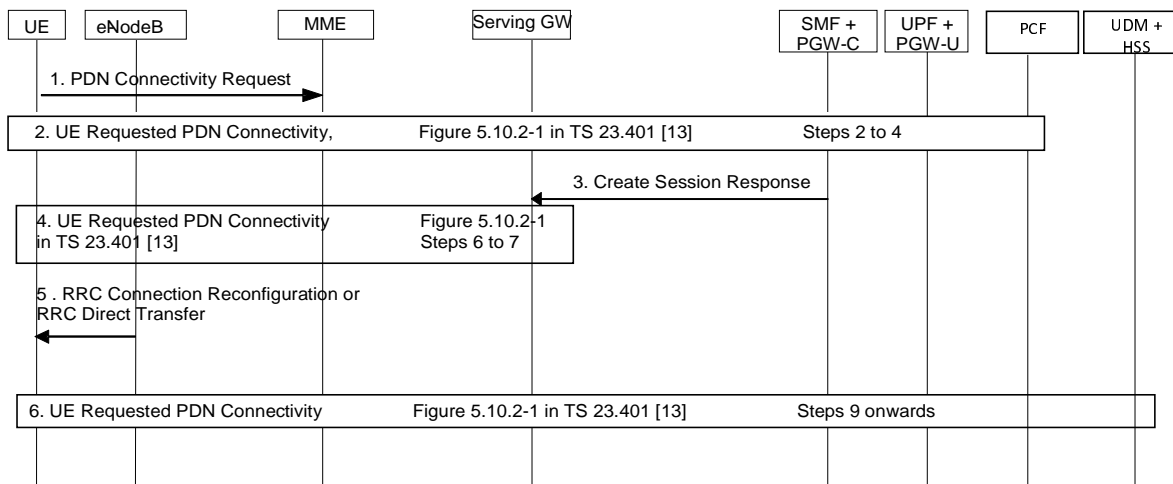 UE
eNodeB
MME
Serving GW
SMF +
PGW-C
UPF +
PGW-U
PCF
UDM +
HSS
1. PDN Connectivity Request
2. UE Requested PDN Connectivity, Figure 5.10.2-1 in TS 23.401 [13] Steps 2 to 4
3. Create Session Response
4. UE Requested PDN Connectivity Figure 5.10.2-1
in TS 23.401 [13] Steps 6 to 7
5 . RRC Connection Reconfiguration or
RRC Direct Transfer
6. UE Requested PDN Connectivity Figure 5.10.2-1 in TS 23.401 [13] Steps 9 onwards